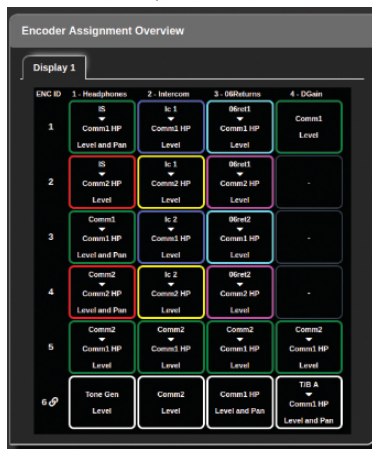 Encoder Assignment Overview
Display 1
ENC ID 1 - Headphones 2 - Intercom 3 - 06Returns 4 - DGain
1
IS
Comm1 HP
Level and Pan
Ic 1
Comm1 HP
Level
06ret1
Comm1 HP
Level
Comm1
Level
2
IS
Comm2 HP
Level
Ic 1
Comm2 HP
Level
06ret1
Comm2 HP
Level
-
3
Comm1
Comm1 HP
Level and Pan
Ic 2
Comm1 HP
Level
06ret2
Comm1 HP
Level
-
4
Comm2
Comm2 HP
Level and Pan
Ic 2
Comm2 HP
Level
06ret2
Comm2 HP
Level
-
5
Comm2
Comm1 HP
Level
Comm2
Comm1 HP
Level
Comm2
Comm1 HP
Level
Comm2
Comm1 HP
Level
6
Tone Gen
Level
Comm2
Level
Comm1 HP
Level and Pan
T/B A
Comm1 HP
Level and Pan